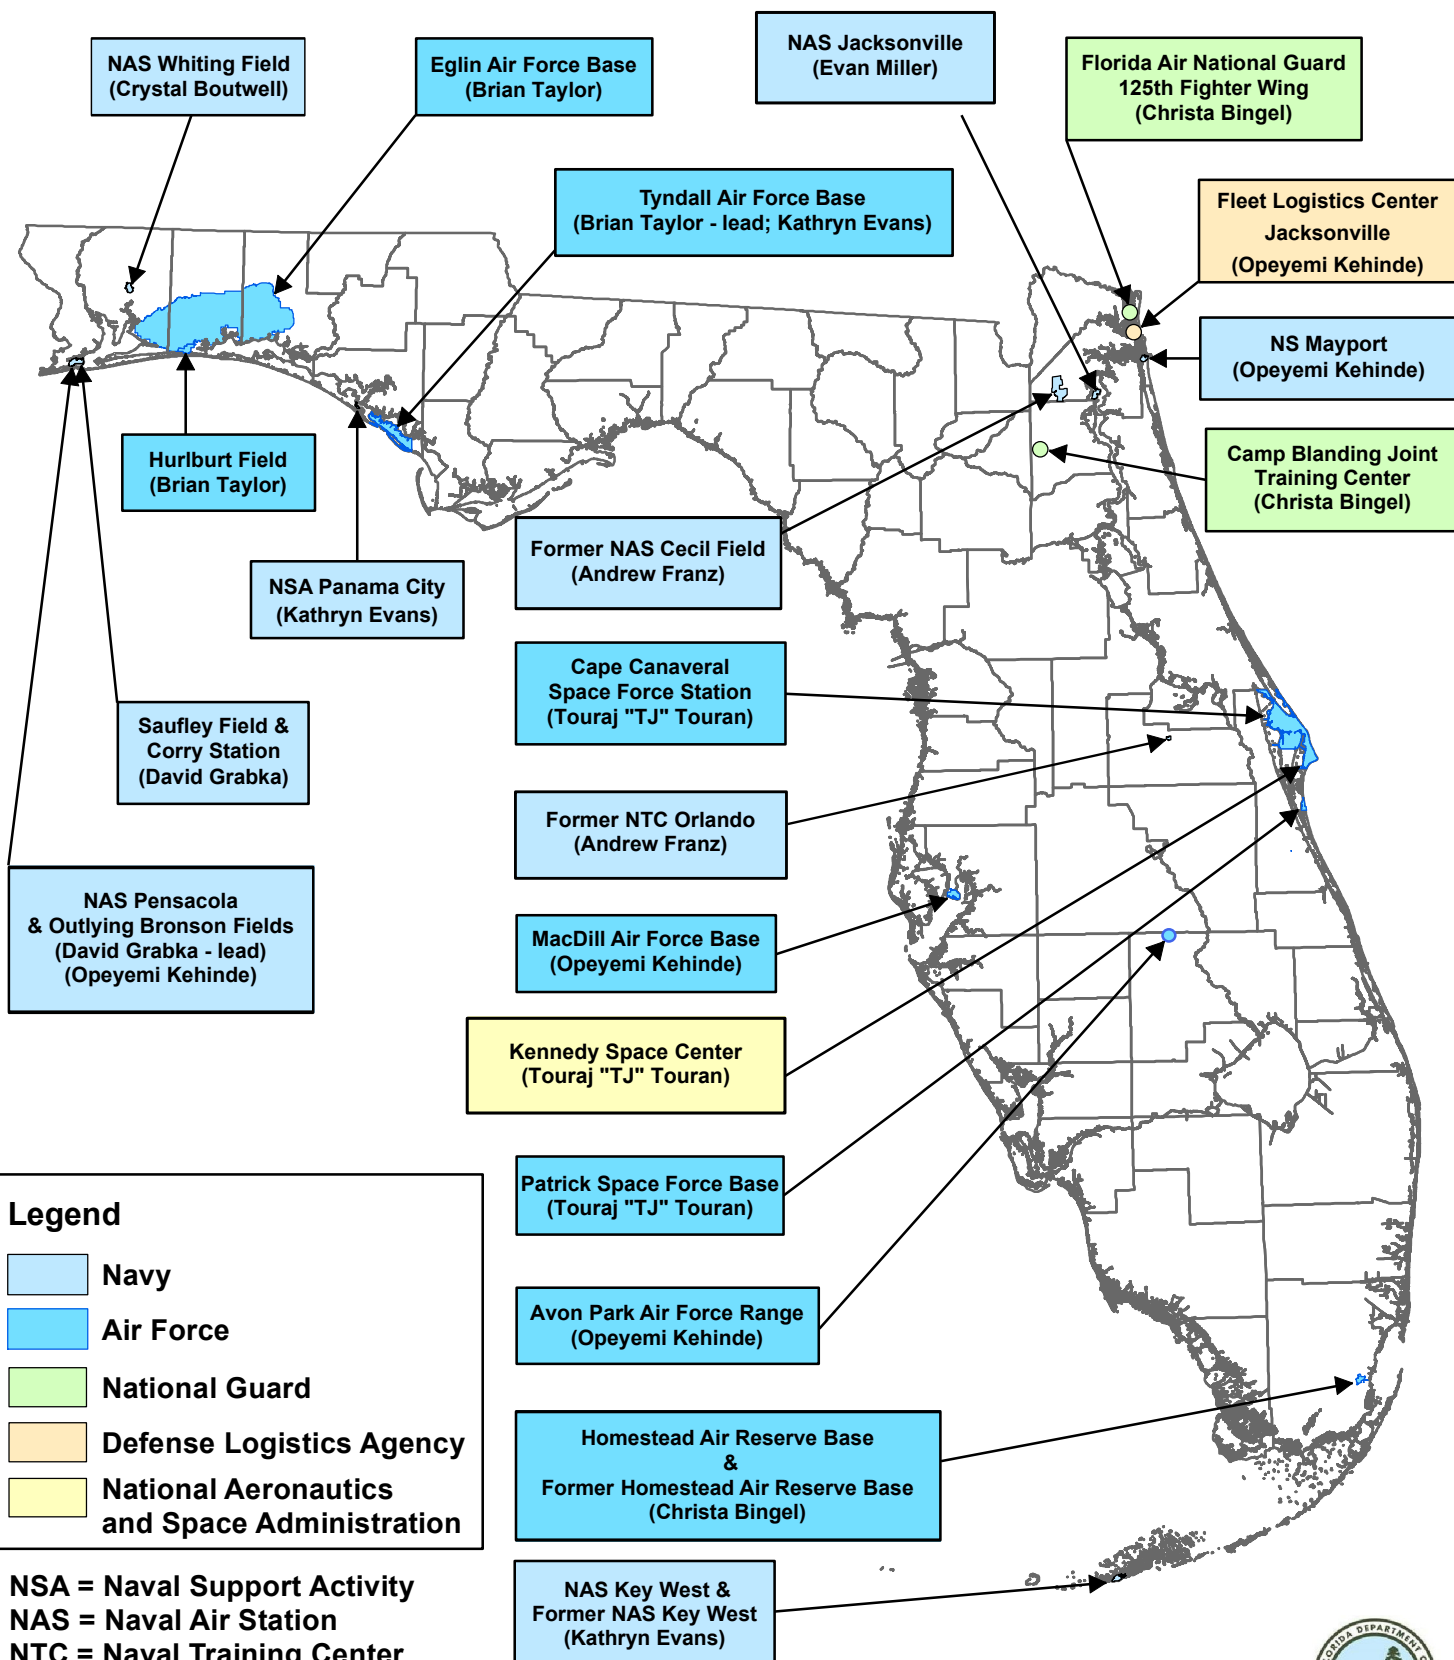 NAS Whiting Field
(Crystal Boutwell)
Eglin Air Force Base
(Brian Taylor)
NAS Jacksonville
(Evan Miller)
Florida Air National Guard
125th Fighter Wing
(Christa Bingel)
Tyndall Air Force Base
(Brian Taylor - lead; Kathryn Evans)
Fleet Logistics Center
Jacksonville
(Opeyemi Kehinde)
NS Mayport
(Opeyemi Kehinde)
Hurlburt Field
(Brian Taylor)
Camp Blanding Joint
Training Center
(Christa Bingel)
Former NAS Cecil Field
(Andrew Franz)
NSA Panama City
(Kathryn Evans)
Cape Canaveral
Space Force Station
(Touraj "TJ" Touran)
Saufley Field &
Corry Station
(David Grabka)
Former NTC Orlando
(Andrew Franz)
NAS Pensacola
& Outlying Bronson Fields
(David Grabka - lead)
(Opeyemi Kehinde)
MacDill Air Force Base
(Opeyemi Kehinde)
Kennedy Space Center
(Touraj "TJ" Touran)
Patrick Space Force Base
(Touraj "TJ" Touran)
Avon Park Air Force Range
(Opeyemi Kehinde)
Homestead Air Reserve Base
&
Former Homestead Air Reserve Base
(Christa Bingel)
NAS Key West &
Former NAS Key West
(Kathryn Evans)
Legend
Navy
Air Force
National Guard
Defense Logistics Agency
National Aeronautics
and Space Administration
NSA = Naval Support Activity
NAS = Naval Air Station
NTC = Naval Training Center
FLORIDA DEPARTMENT